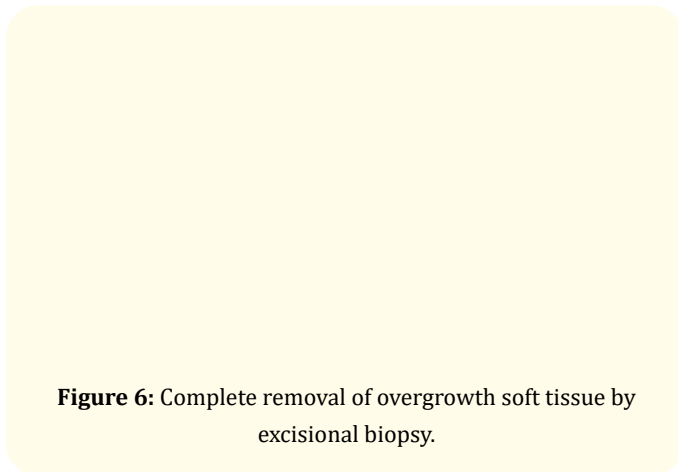 Figure 6: Complete removal of overgrowth soft tissue by
excisional biopsy.